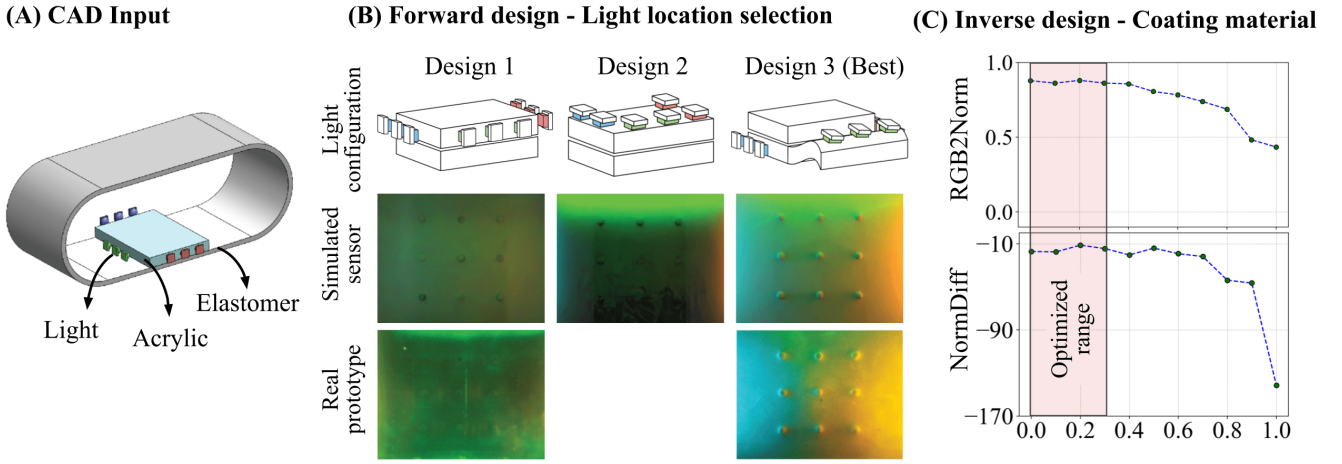 (A) CAD Input
(B) Forward design - Light location selection
(C) Inverse design - Coating material
Light
Acrylic
Elastomer
Design 1
Design 2
Design 3 (Best)
Light
configuration
Simulated
sensor
Real
prototype
RGB2Norm
1.0
0.5
0.0
NormDiff
−10
−90
−170
Optimized
range
0.0
0.2
0.4
0.6
0.8
1.0